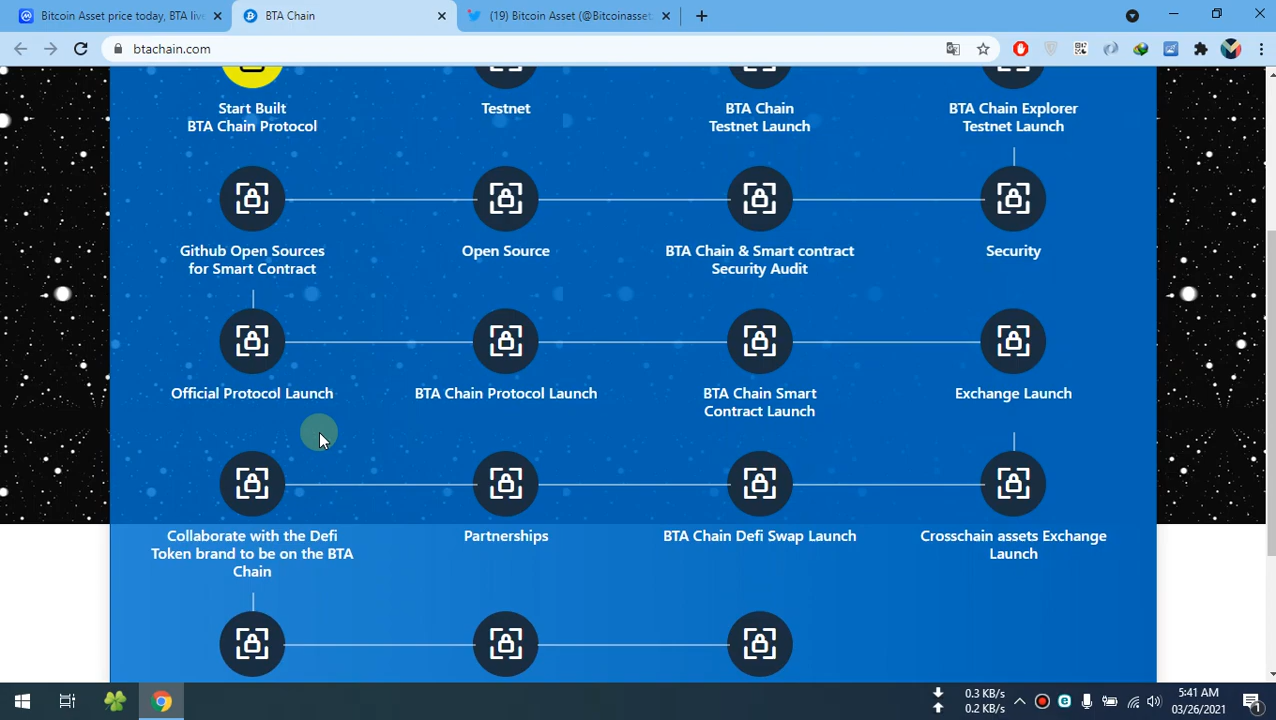 Bitcoin Asset price today, BTA live
BTA Chain
(19) Bitcoin Asset (@Bitcoinasset
btachain.com
Start Built
BTA Chain Protocol
Testnet
BTA Chain
Testnet Launch
BTA Chain Explorer
Testnet Launch
Github Open Sources
for Smart Contract
Open Source
BTA Chain & Smart contract
Security Audit
Security
Official Protocol Launch
BTA Chain Protocol Launch
BTA Chain Smart
Contract Launch
Exchange Launch
Collaborate with the Defi
Token brand to be on the BTA
Chain
Partnerships
BTA Chain Defi Swap Launch
Crosschain assets Exchange
Launch
0.3 KB/s
0.2 KB/s
5:41 AM
03/26/2021
1